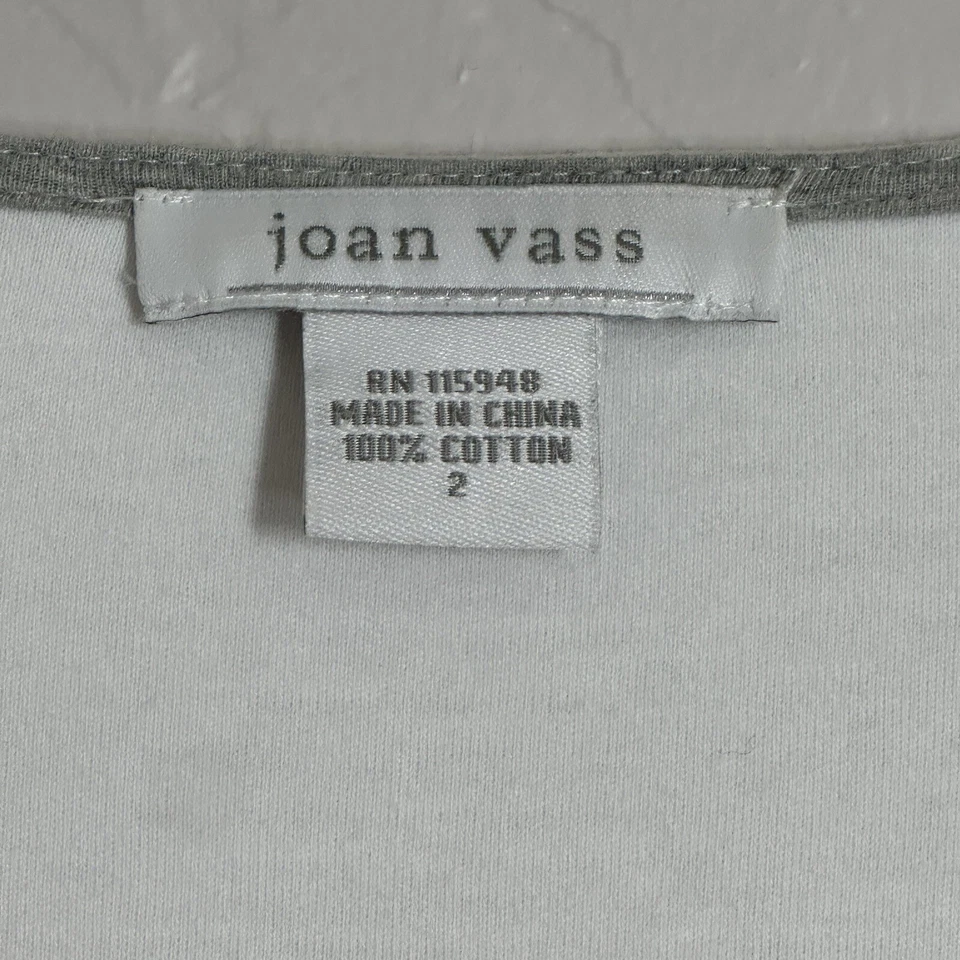 joan vass
RN 115948
MADE IN CHINA
100% COTTON
2